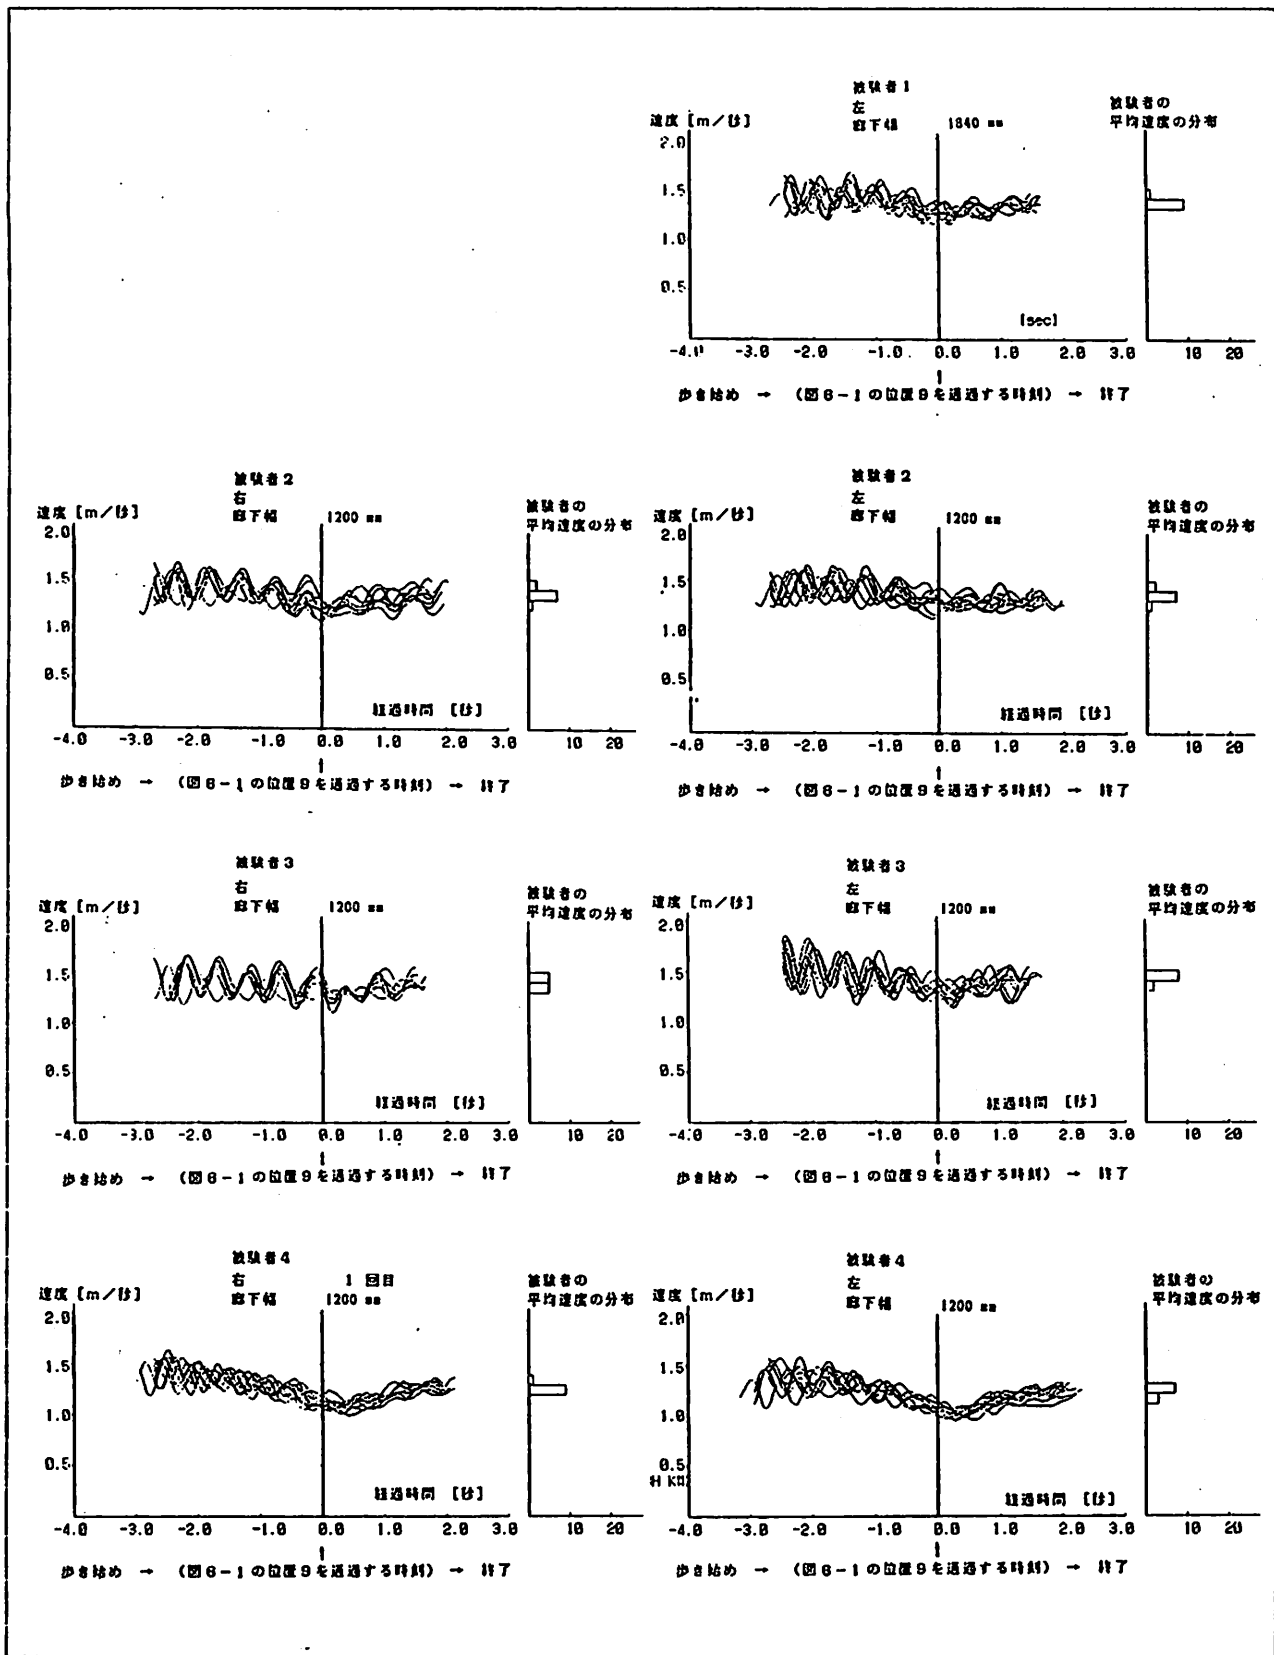 被験者1
左
廊下幅 1840 mm
速度 [m/秒]
被験者の
平均速度の分布
2.0
1.5
1.0
0.5
[sec]
-4.0 -3.0 -2.0 -1.0 0.0 1.0 2.0 3.0
10 20
歩き始め → (図6-1の位置9を通過する時刻) → 終了
被験者2
右
廊下幅 1200 mm
速度 [m/秒]
被験者の
平均速度の分布
2.0
1.5
1.0
0.5
経過時間 [秒]
-4.0 -3.0 -2.0 -1.0 0.0 1.0 2.0 3.0
10 20
歩き始め → (図6-1の位置9を通過する時刻) → 終了
被験者2
左
廊下幅 1200 mm
速度 [m/秒]
被験者の
平均速度の分布
2.0
1.5
1.0
0.5
経過時間 [秒]
-4.0 -3.0 -2.0 -1.0 0.0 1.0 2.0 3.0
10 20
歩き始め → (図6-1の位置9を通過する時刻) → 終了
被験者3
右
廊下幅 1200 mm
速度 [m/秒]
被験者の
平均速度の分布
2.0
1.5
1.0
0.5
経過時間 [秒]
-4.0 -3.0 -2.0 -1.0 0.0 1.0 2.0 3.0
10 20
歩き始め → (図6-1の位置9を通過する時刻) → 終了
被験者3
左
廊下幅 1200 mm
速度 [m/秒]
被験者の
平均速度の分布
2.0
1.5
1.0
0.5
経過時間 [秒]
-4.0 -3.0 -2.0 -1.0 0.0 1.0 2.0 3.0
10 20
歩き始め → (図6-1の位置9を通過する時刻) → 終了
被験者4
右 1 回目
廊下幅 1200 mm
速度 [m/秒]
被験者の
平均速度の分布
2.0
1.5
1.0
0.5
経過時間 [秒]
-4.0 -3.0 -2.0 -1.0 0.0 1.0 2.0 3.0
10 20
歩き始め → (図6-1の位置9を通過する時刻) → 終了
被験者4
左
廊下幅 1200 mm
速度 [m/秒]
被験者の
平均速度の分布
2.0
1.5
1.0
0.5
経過時間 [秒]
-4.0 -3.0 -2.0 -1.0 0.0 1.0 2.0 3.0
10 20
歩き始め → (図6-1の位置9を通過する時刻) → 終了